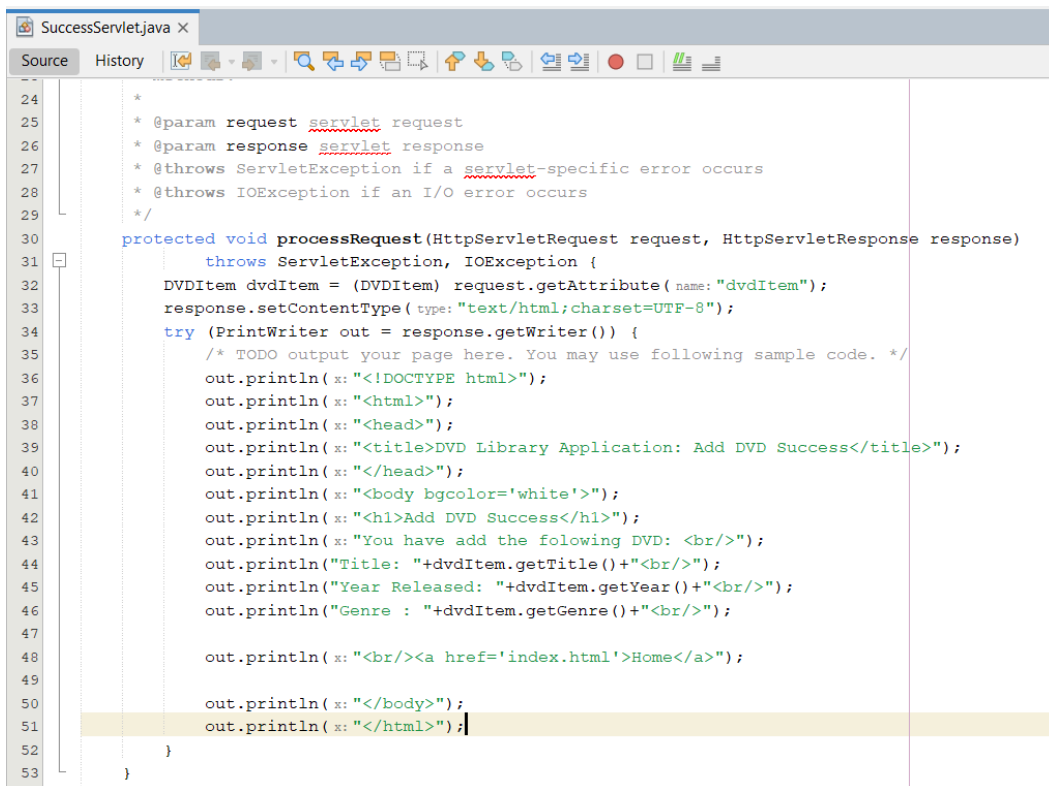 SuccessServlet.java ×
Source History
24 *
25 * @param request servlet request
26 * @param response servlet response
27 * @throws ServletException if a servlet-specific error occurs
28 * @throws IOException if an I/O error occurs
29 */
30 protected void processRequest(HttpServletRequest request, HttpServletResponse response)
31 throws ServletException, IOException {
32 DVDItem dvdItem = (DVDItem) request.getAttribute( name: "dvdItem");
33 response.setContentType( type: "text/html;charset=UTF-8");
34 try (PrintWriter out = response.getWriter()) {
35 /* TODO output your page here. You may use following sample code. */
36 out.println( x: "<!DOCTYPE html>");
37 out.println( x: "<html>");
38 out.println( x: "<head>");
39 out.println( x: "<title>DVD Library Application: Add DVD Success</title>");
40 out.println( x: "</head>");
41 out.println( x: "<body bgcolor='white'>");
42 out.println( x: "<h1>Add DVD Success</h1>");
43 out.println( x: "You have add the folowing DVD: <br/>");
44 out.println("Title: "+dvdItem.getTitle()+"<br/>");
45 out.println("Year Released: "+dvdItem.getYear()+"<br/>");
46 out.println("Genre : "+dvdItem.getGenre()+"<br/>");
47
48 out.println( x: "<br/><a href='index.html'>Home</a>");
49
50 out.println( x: "</body>");
51 out.println( x: "</html>");
52 }
53 }